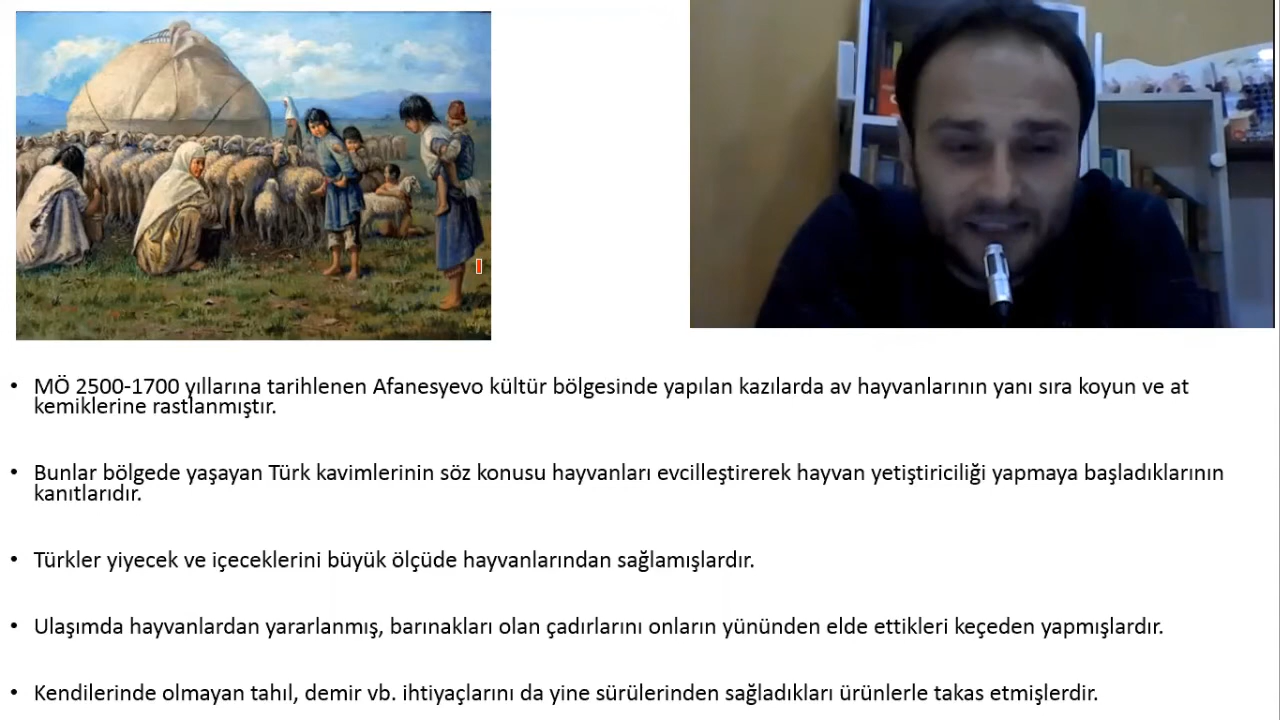 • MÖ 2500-1700 yıllarına tarihlenen Afanesyevo kültür bölgesinde yapılan kazılarda av hayvanlarının yanı sıra koyun ve at
kemiklerine rastlanmıştır.
• Bunlar bölgede yaşayan Türk kavimlerinin söz konusu hayvanları evcilleştirerek hayvan yetiştiriciliği yapmaya başladıklarının
kanıtlarıdır.
• Türkler yiyecek ve içeceklerini büyük ölçüde hayvanlarından sağlamışlardır.
• Ulaşımda hayvanlardan yararlanmış, barınakları olan çadırlarını onların yününden elde ettikleri keçeden yapmışlardır.
• Kendilerinde olmayan tahıl, demir vb. ihtiyaçlarını da yine sürülerinden sağladıkları ürünlerle takas etmişlerdir.